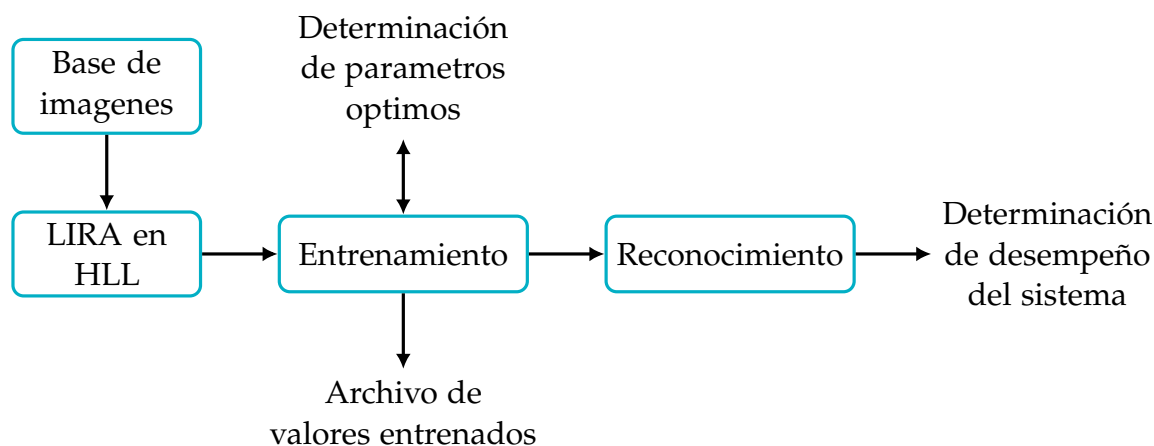 Base de
imagenes
Determinación
de parametros
optimos
LIRA en
HLL
Entrenamiento
Reconocimiento
Determinación
de desempeño
del sistema
Archivo de
valores entrenados